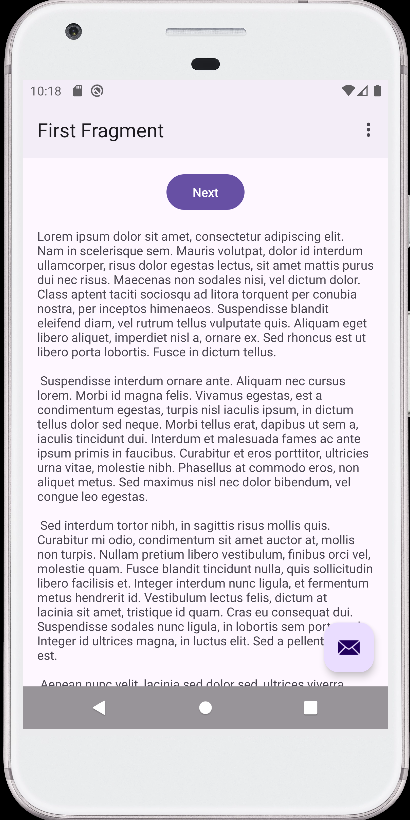 10:18
First Fragment
Next
Lorem ipsum dolor sit amet, consectetur adipiscing elit.
Nam in scelerisque sem. Mauris volutpat, dolor id interdum
ullamcorper, risus dolor egestas lectus, sit amet mattis purus
dui nec risus. Maecenas non sodales nisi, vel dictum dolor.
Class aptent taciti sociosqu ad litora torquent per conubia
nostra, per inceptos himenaeos. Suspendisse blandit
eleifend diam, vel rutrum tellus vulputate quis. Aliquam eget
libero aliquet, imperdiet nisl a, ornare ex. Sed rhoncus est ut
libero porta lobortis. Fusce in dictum tellus.
Suspendisse interdum ornare ante. Aliquam nec cursus
lorem. Morbi id magna felis. Vivamus egestas, est a
condimentum egestas, turpis nisl iaculis ipsum, in dictum
tellus dolor sed neque. Morbi tellus erat, dapibus ut sem a,
iaculis tincidunt dui. Interdum et malesuada fames ac ante
ipsum primis in faucibus. Curabitur et eros porttitor, ultricies
urna vitae, molestie nibh. Phasellus at commodo eros, non
aliquet metus. Sed maximus nisl nec dolor bibendum, vel
congue leo egestas.
Sed interdum tortor nibh, in sagittis risus mollis quis.
Curabitur mi odio, condimentum sit amet auctor at, mollis
non turpis. Nullam pretium libero vestibulum, finibus orci vel,
molestie quam. Fusce blandit tincidunt nulla, quis sollicitudin
libero facilisis et. Integer interdum nunc ligula, et fermentum
metus hendrerit id. Vestibulum lectus felis, dictum at
lacinia sit amet, tristique id quam. Cras eu consequat dui.
Suspendisse sodales nunc ligula, in lobortis sem
Integer id ultrices magna, in luctus elit. Sed a
est.
Aenean nunc velit, lacinia sed dolor sed, ultrices viverra